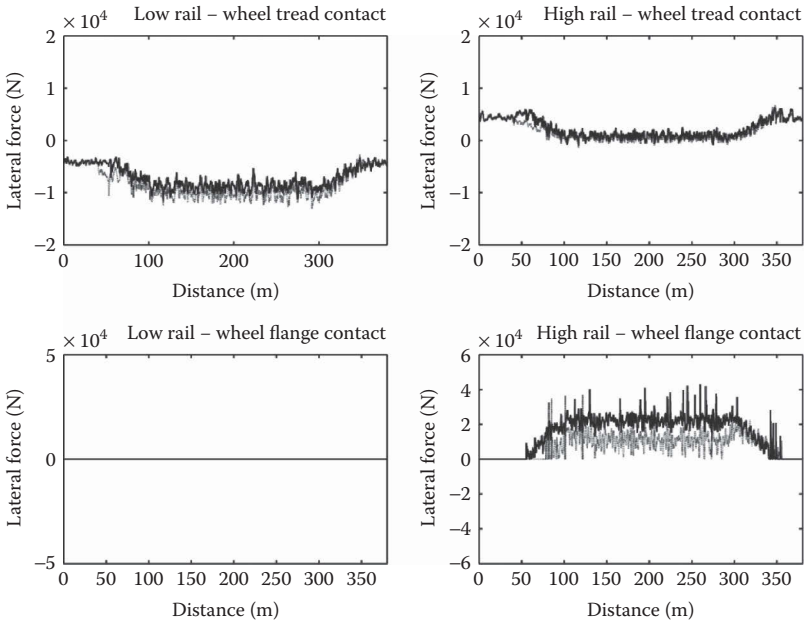 Low rail – wheel tread contact
× 10⁴
2
1
0
−1
−2
Lateral force (N)
0 100 200 300
Distance (m)
High rail – wheel tread contact
× 10⁴
2
1
0
−1
−2
Lateral force (N)
0 50 100 150 200 250 300 350
Distance (m)
Low rail – wheel flange contact
× 10⁴
5
0
−5
Lateral force (N)
0 50 100 150 200 250 300 350
Distance (m)
High rail – wheel flange contact
× 10⁴
6
4
2
0
−2
−4
−6
Lateral force (N)
0 50 100 150 200 250 300 350
Distance (m)